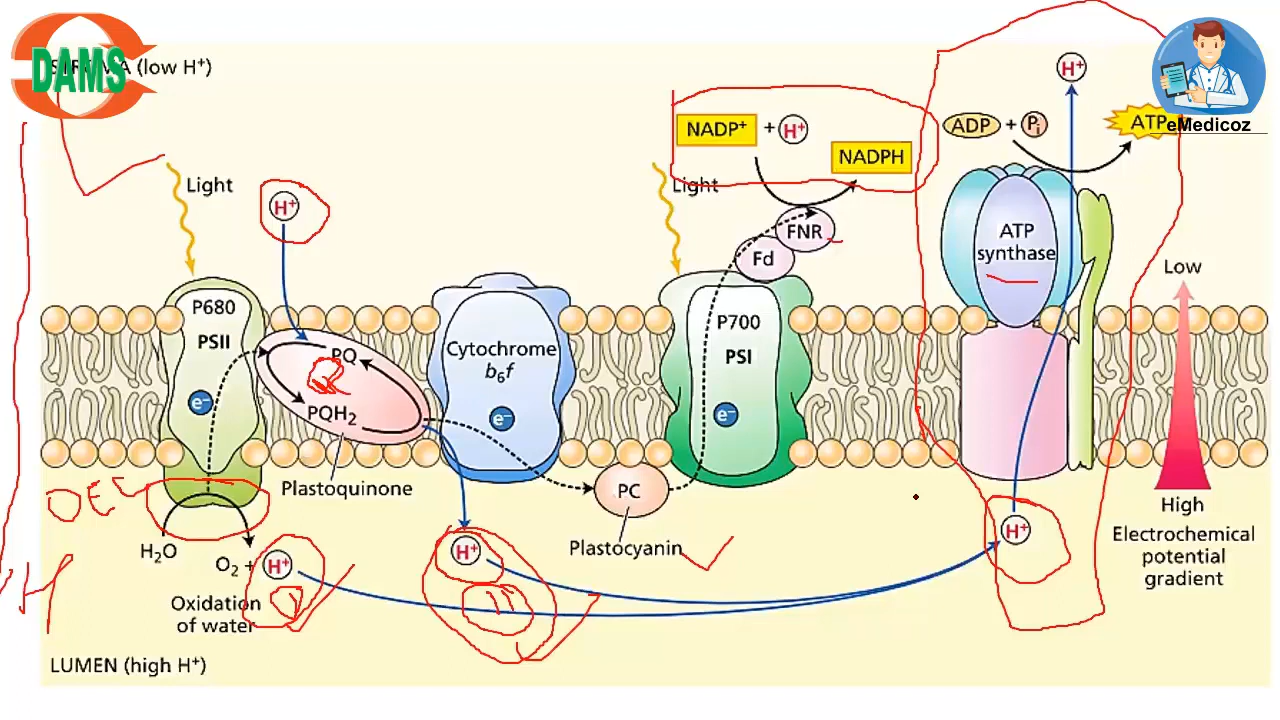 DAMS
(low H⁺)
H⁺
eMedicoz
NADP⁺ + H⁺
ADP + Pᵢ
ATP
NADPH
Light
Light
H⁺
FNR
Fd
ATP
synthase
Low
P680
PSII
P700
PSI
PQ
Cytochrome
b₆f
e⁻
PQH₂
e⁻
e⁻
Plastoquinone
PC
OEC
H⁺
High
H₂O
O₂ + H⁺
H⁺
Plastocyanin
Electrochemical
potential
gradient
Oxidation
of water
LUMEN (high H⁺)